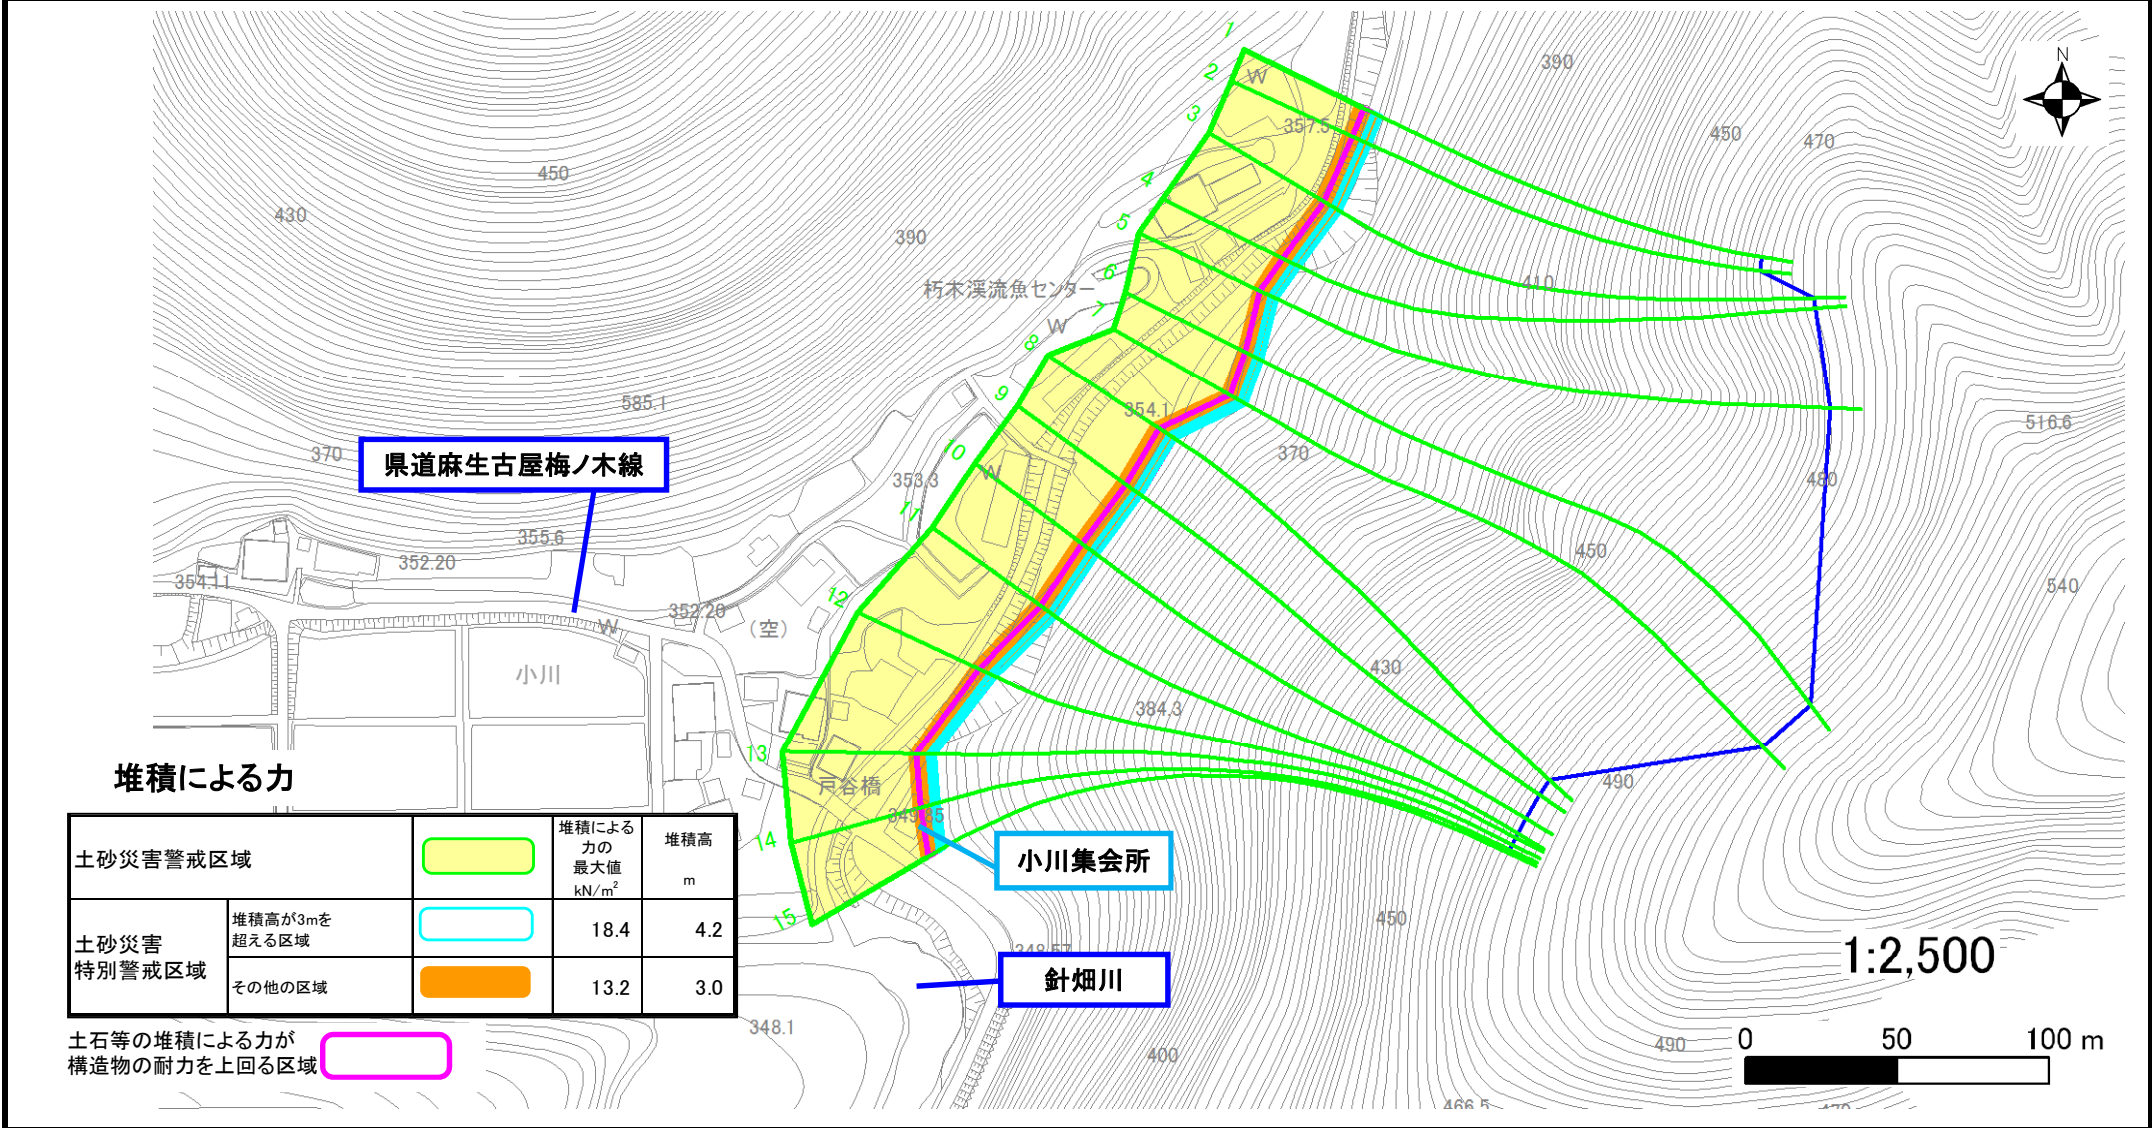 N
1
2
3
4
5
6
7
8
9
10
11
12
13
14
15
W
357.5
390
450
470
450
430
390
410
朽木渓流魚センター
W
585.1
354.1
370
516.6
370
県道麻生古屋梅ノ木線
353.3
W
480
355.6
352.20
450
354.11
540
352.20
(空)
W
小川
430
384.3
戸谷橋
490
349.85
小川集会所
450
348.57
針畑川
348.1
400
490
466.5
470
堆積による力
土砂災害警戒区域
堆積による
力の
最大値
kN/m²
堆積高
m
土砂災害
特別警戒区域
堆積高が3mを
超える区域
18.4
4.2
その他の区域
13.2
3.0
土石等の堆積による力が
構造物の耐力を上回る区域
1:2,500
0 50 100 m